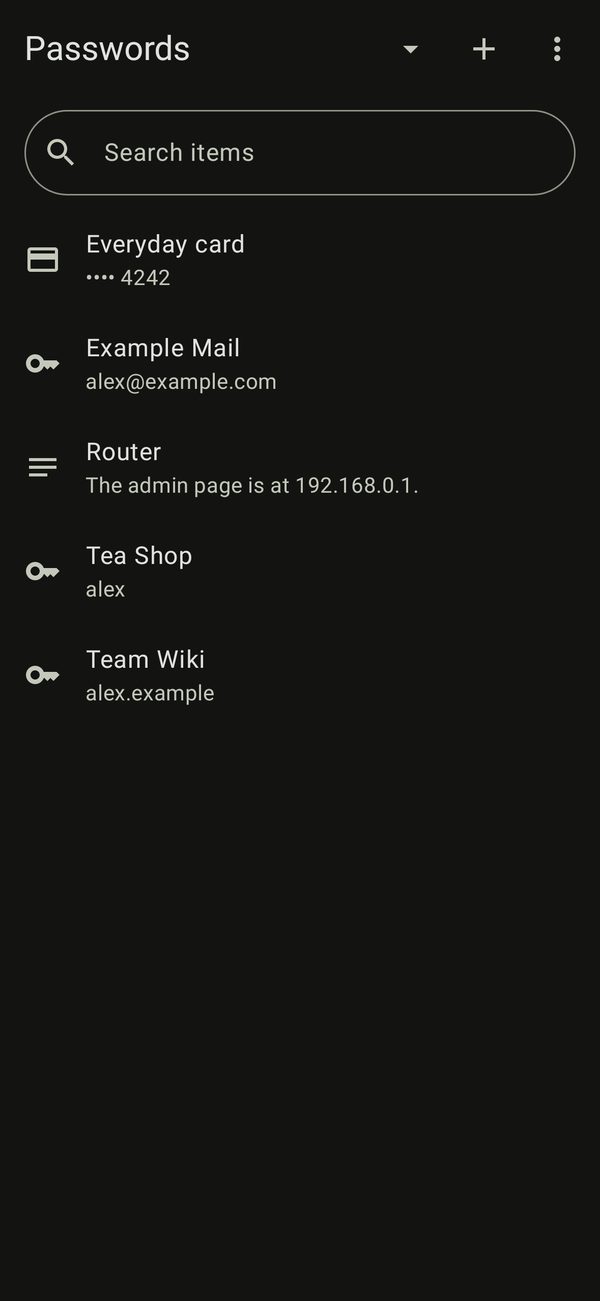 Passwords
Search items
Everyday card
•••• 4242
Example Mail
alex@example.com
Router
The admin page is at 192.168.0.1.
Tea Shop
alex
Team Wiki
alex.example